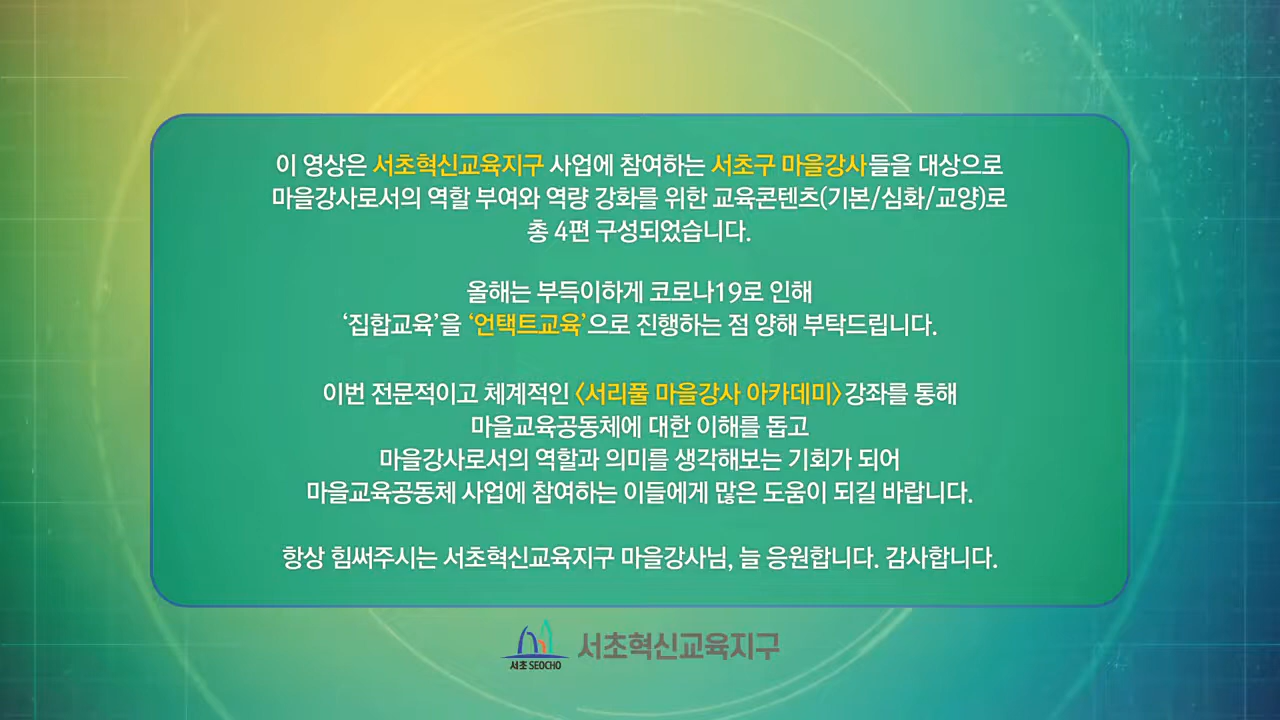 이 영상은 서초혁신교육지구 사업에 참여하는 서초구 마을강사들을 대상으로
마을강사로서의 역할 부여와 역량 강화를 위한 교육콘텐츠(기본/심화/교양)로
총 4편 구성되었습니다.
올해는 부득이하게 코로나19로 인해
‘집합교육’을 ‘언택트교육’으로 진행하는 점 양해 부탁드립니다.
이번 전문적이고 체계적인 〈서리풀 마을강사 아카데미〉강좌를 통해
마을교육공동체에 대한 이해를 돕고
마을강사로서의 역할과 의미를 생각해보는 기회가 되어
마을교육공동체 사업에 참여하는 이들에게 많은 도움이 되길 바랍니다.
항상 힘써주시는 서초혁신교육지구 마을강사님, 늘 응원합니다. 감사합니다.
서초 SEOCHO 서초혁신교육지구